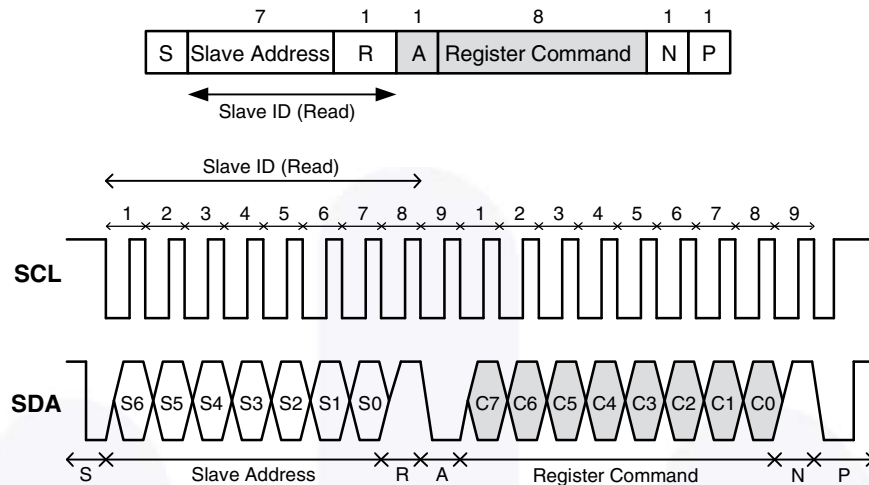 7 1 1 8 1 1
S Slave Address R A Register Command N P
Slave ID (Read)
Slave ID (Read)
1 2 3 4 5 6 7 8 9 1 2 3 4 5 6 7 8 9
SCL
SDA S6 S5 S4 S3 S2 S1 S0 C7 C6 C5 C4 C3 C2 C1 C0
S Slave Address R A Register Command N P